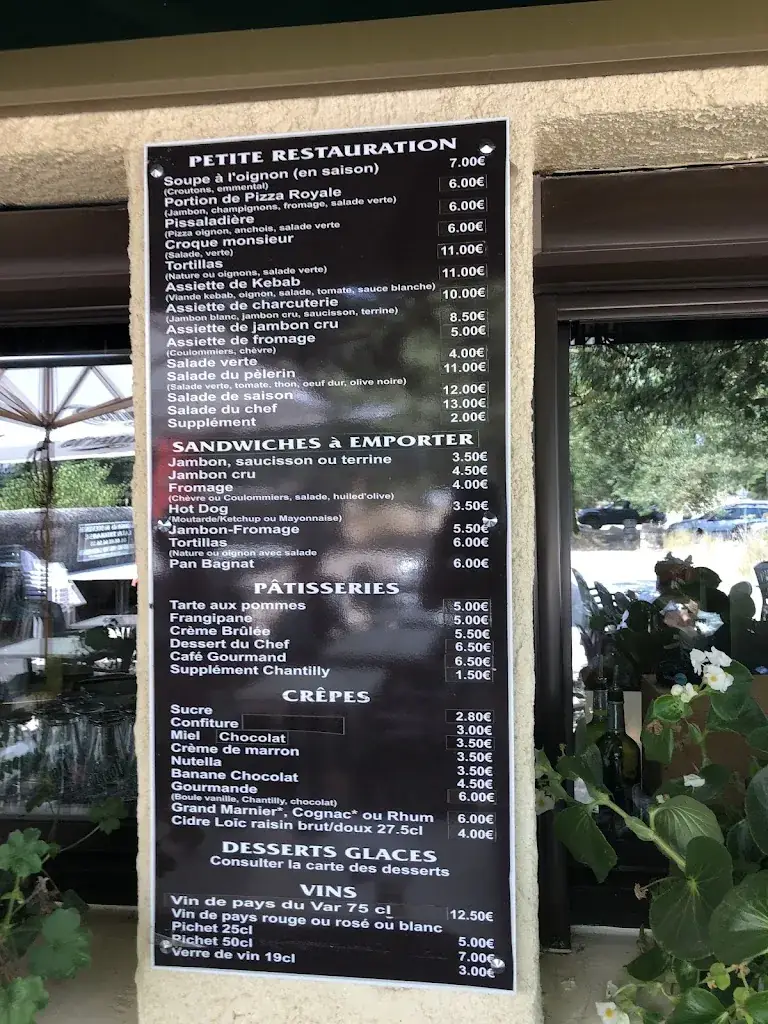 PETITE RESTAURATION
Soupe à l'oignon (en saison) 7.00€
(Croutons, emmental)
Portion de Pizza Royale 6.00€
(Jambon, champignons, fromage, salade verte)
Pissaladière 6.00€
(Pizza oignon, anchois, salade verte
Croque monsieur 6.00€
(Salade, verte)
Tortillas 11.00€
(Nature ou oignons, salade verte)
Assiette de Kebab 11.00€
(Viande kebab, oignon, salade, tomate, sauce blanche)
Assiette de charcuterie 10.00€
(Jambon blanc, jambon cru, saucisson, terrine)
Assiette de jambon cru 8.50€
Assiette de fromage 5.00€
(Coulommiers, chèvre)
Salade verte 4.00€
Salade du pèlerin 11.00€
(Salade verte, tomate, thon, oeuf dur, olive noire)
Salade de saison 12.00€
Salade du chef 13.00€
Supplément 2.00€
SANDWICHES à EMPORTER
Jambon, saucisson ou terrine 3.50€
Jambon cru 4.50€
Fromage 4.00€
(Chèvre ou Coulommiers, salade, huiled'olive)
Hot Dog 3.50€
(Moutarde/Ketchup ou Mayonnaise)
Jambon-Fromage 5.50€
Tortillas 6.00€
(Nature ou oignon avec salade
Pan Bagnat 6.00€
PÂTISSERIES
Tarte aux pommes 5.00€
Frangipane 5.00€
Crème Brûlée 5.50€
Dessert du Chef 6.50€
Café Gourmand 6.50€
Supplément Chantilly 1.50€
CRÊPES
Sucre 2.80€
Confiture 3.00€
Miel Chocolat 3.50€
Crème de marron 3.50€
Nutella 3.50€
Banane Chocolat 4.50€
Gourmande 6.00€
(Boule vanille, Chantilly, chocolat)
Grand Marnier*, Cognac* ou Rhum 6.00€
Cidre Loïc raisin brut/doux 27.5cl 4.00€
DESSERTS GLACES
Consulter la carte des desserts
VINS
Vin de pays du Var 75 cl 12.50€
Vin de pays rouge ou rosé ou blanc
Pichet 25cl 5.00€
Pichet 50cl 7.00€
Verre de vin 19cl 3.00€